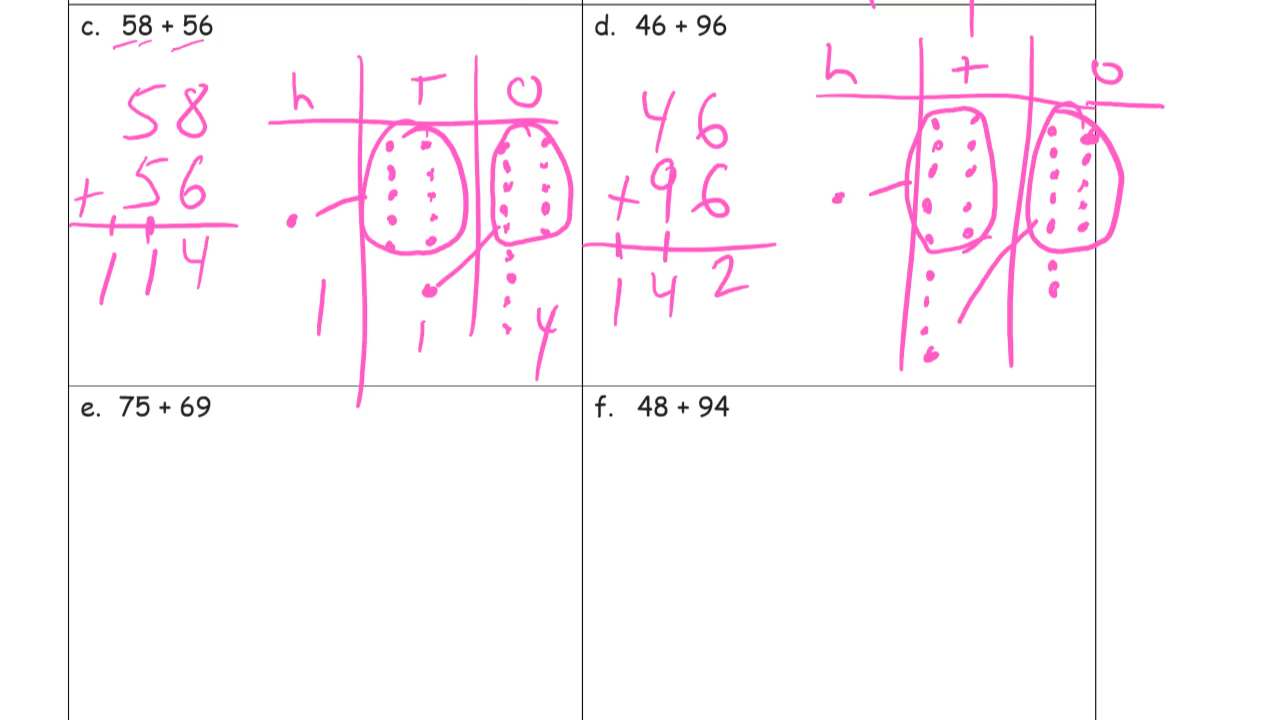 c. 58 + 56
58
+ 56
114
h T O
1 1 4
d. 46 + 96
46
+ 96
142
h t o
e. 75 + 69
f. 48 + 94